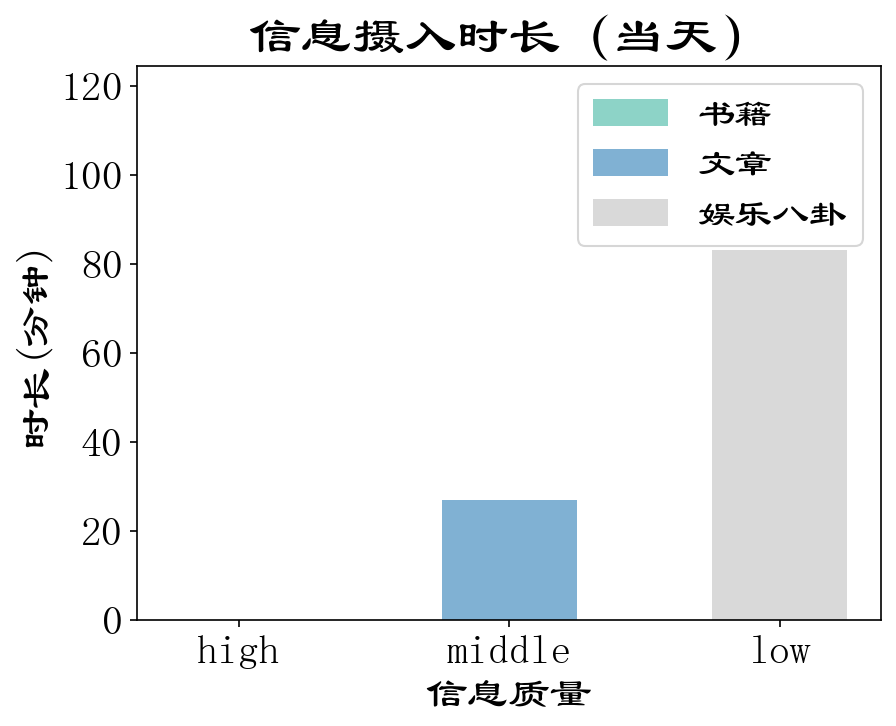 信息摄入时长（当天）
120
100
80
60
40
20
0
时长(分钟)
书籍
文章
娱乐八卦
high middle low
信息质量